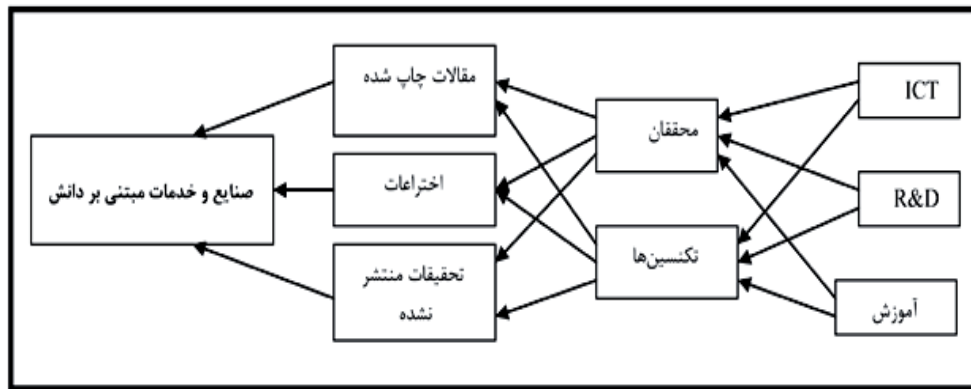 ICT
R&D
آموزش
محققان
تکنسین‌ها
مقالات چاپ شده
اختراعات
تحقیقات منتشر
نشده
صنایع و خدمات مبتنی بر دانش